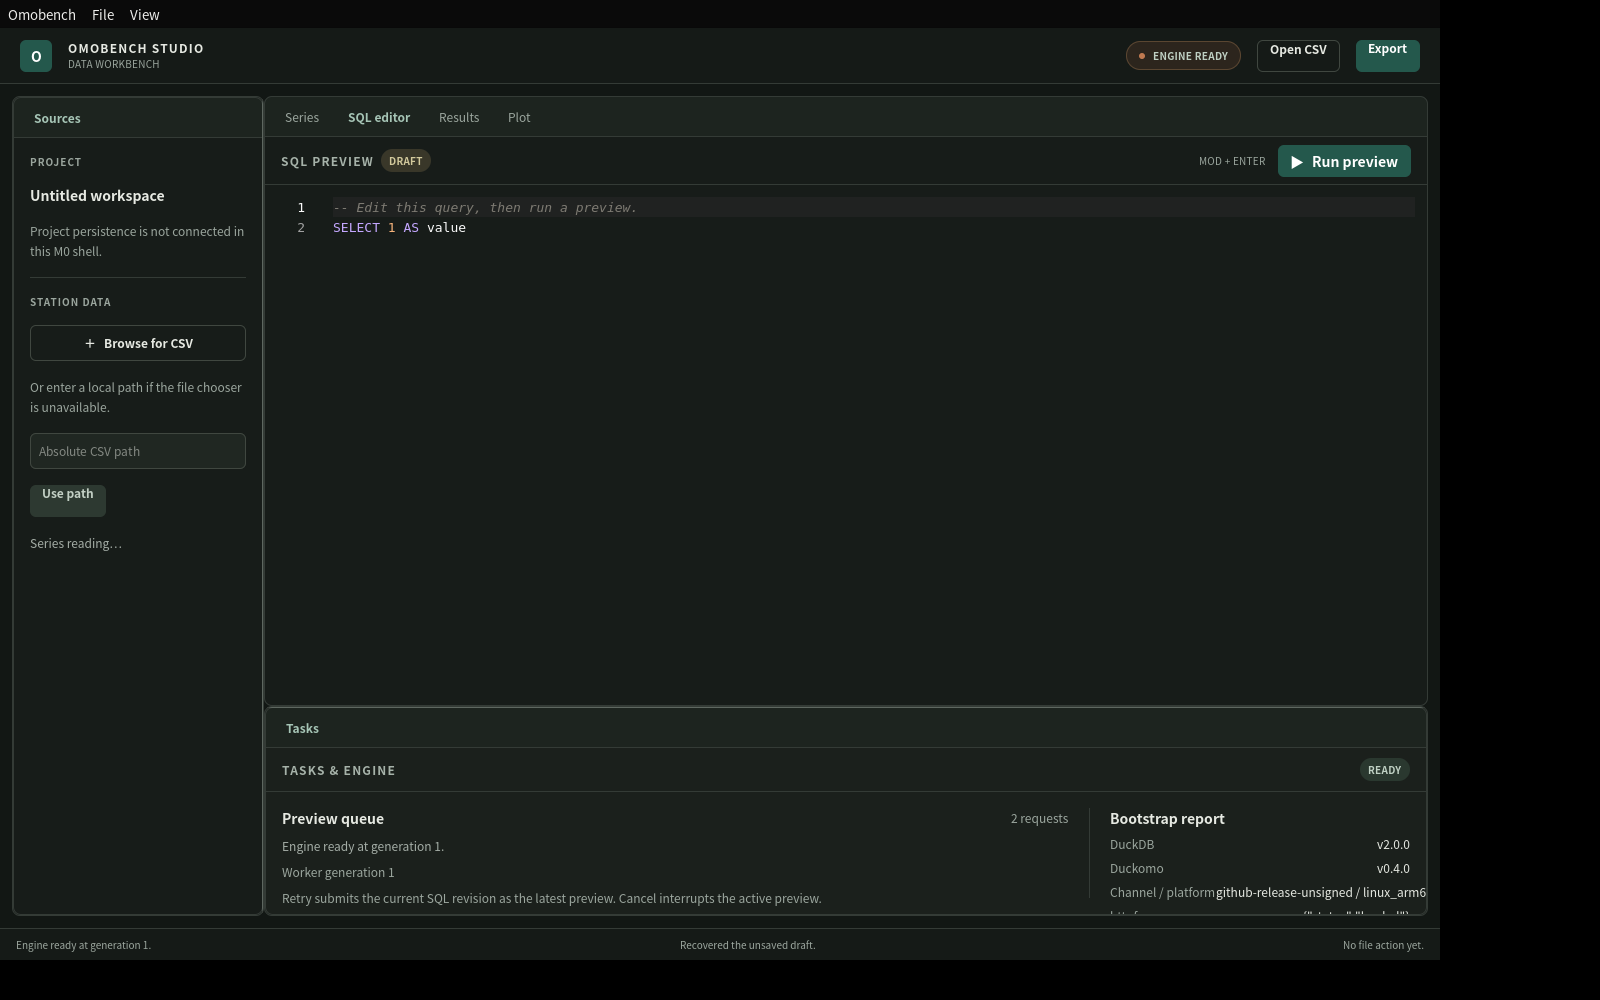 Omobench File View
O
OMOBENCH STUDIO
DATA WORKBENCH
ENGINE READY
Open CSV
Export
Sources
PROJECT
Untitled workspace
Project persistence is not connected in
this M0 shell.
STATION DATA
+ Browse for CSV
Or enter a local path if the file chooser
is unavailable.
Absolute CSV path
Use path
Series reading…
Series SQL editor Results Plot
SQL PREVIEW DRAFT
MOD + ENTER
▶ Run preview
1 -- Edit this query, then run a preview.
2 SELECT 1 AS value
Tasks
TASKS & ENGINE
READY
Preview queue
2 requests
Engine ready at generation 1.
Worker generation 1
Retry submits the current SQL revision as the latest preview. Cancel interrupts the active preview.
Bootstrap report
DuckDB v2.0.0
Duckomo v0.4.0
Channel / platform github-release-unsigned / linux_arm6
Engine ready at generation 1.
Recovered the unsaved draft.
No file action yet.